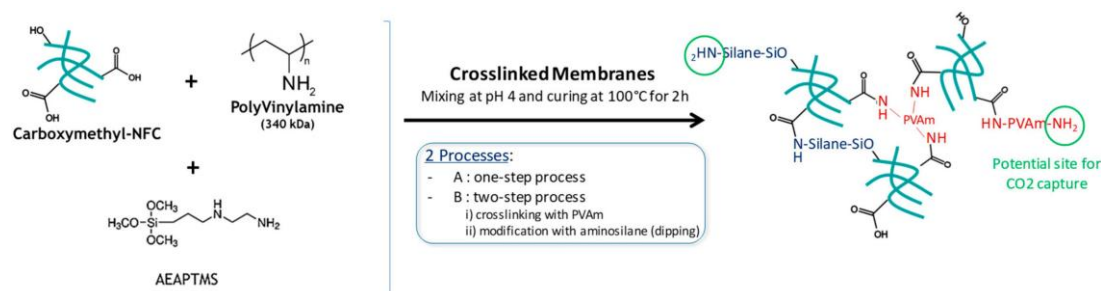 HO
O
OH
O
OH
Carboxymethyl-NFC
+
n
NH2
PolyVinylamine
(340 kDa)
+
OCH3
H3CO
Si
OCH3
H
N
NH2
AEAPTMS
Crosslinked Membranes
Mixing at pH 4 and curing at 100°C for 2h
2 Processes:
- A : one-step process
- B : two-step process
i) crosslinking with PVAm
ii) modification with aminosilane (dipping)
2HN-Silane-SiO
HO
O
NH
O
NH
PVAm
O
HN-PVAm-NH2
O
N-Silane-SiO
H
NH
O
O
OH
Potential site for
CO2 capture